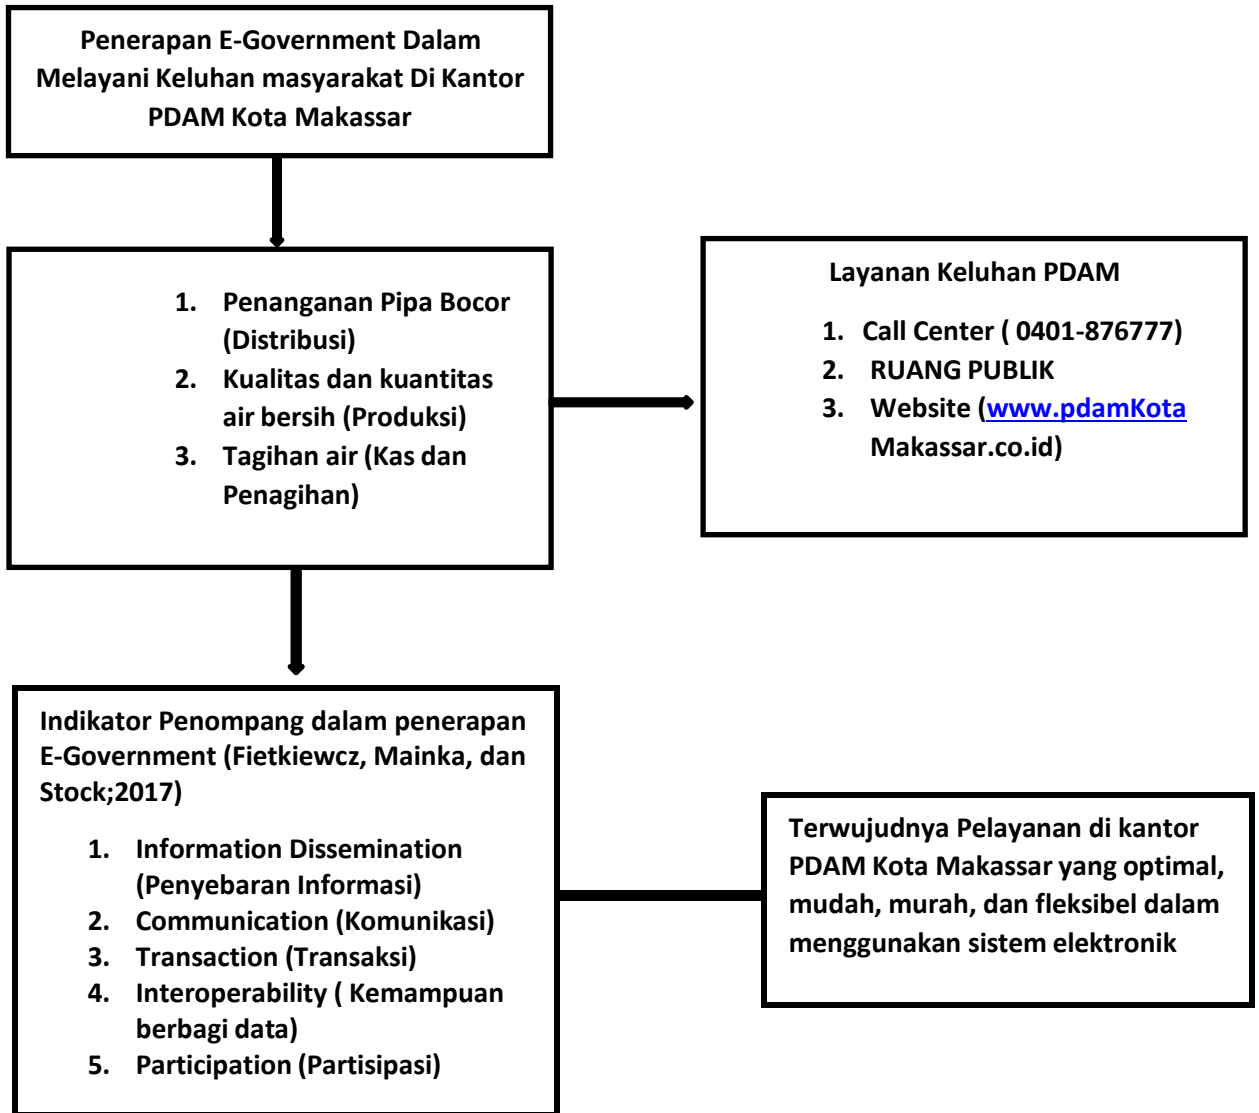 Penerapan E-Government Dalam
Melayani Keluhan masyarakat Di Kantor
PDAM Kota Makassar
1. Penanganan Pipa Bocor
(Distribusi)
2. Kualitas dan kuantitas
air bersih (Produksi)
3. Tagihan air (Kas dan
Penagihan)
Layanan Keluhan PDAM
1. Call Center ( 0401-876777)
2. RUANG PUBLIK
3. Website (www.pdamKota
Makassar.co.id)
Indikator Penompang dalam penerapan
E-Government (Fietkiewcz, Mainka, dan
Stock;2017)
1. Information Dissemination
(Penyebaran Informasi)
2. Communication (Komunikasi)
3. Transaction (Transaksi)
4. Interoperability ( Kemampuan
berbagi data)
5. Participation (Partisipasi)
Terwujudnya Pelayanan di kantor
PDAM Kota Makassar yang optimal,
mudah, murah, dan fleksibel dalam
menggunakan sistem elektronik